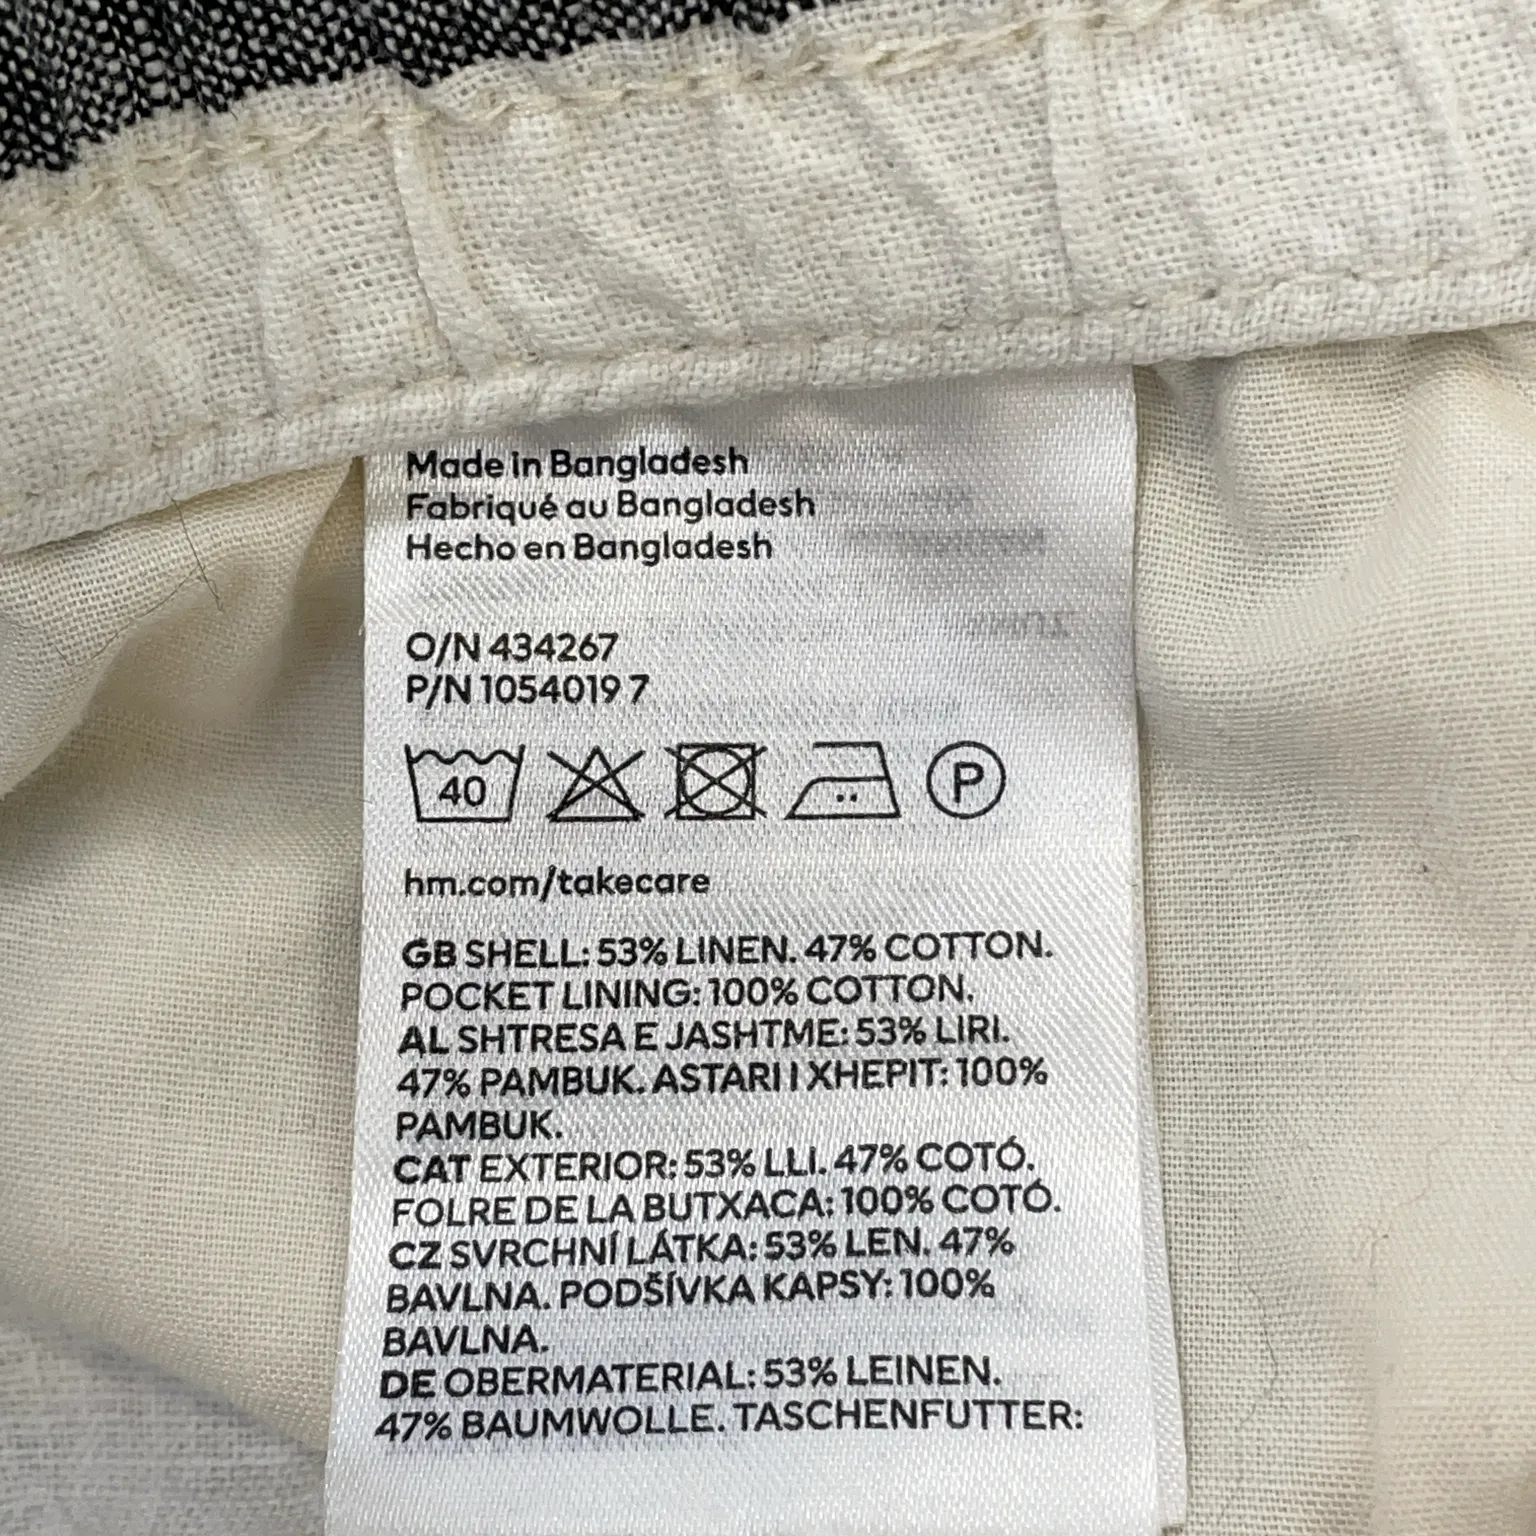 Made in Bangladesh
Fabriqué au Bangladesh
Hecho en Bangladesh
O/N 434267
P/N 1054019 7
40
P
hm.com/takecare
GB SHELL: 53% LINEN. 47% COTTON.
POCKET LINING: 100% COTTON.
AL SHTRESA E JASHTME: 53% LIRI.
47% PAMBUK. ASTARI I XHEPIT: 100%
PAMBUK.
CAT EXTERIOR: 53% LLI. 47% COTÓ.
FOLRE DE LA BUTXACA: 100% COTÓ.
CZ SVRCHNÍ LÁTKA: 53% LEN. 47%
BAVLNA. PODŠÍVKA KAPSY: 100%
BAVLNA.
DE OBERMATERIAL: 53% LEINEN.
47% BAUMWOLLE. TASCHENFUTTER: